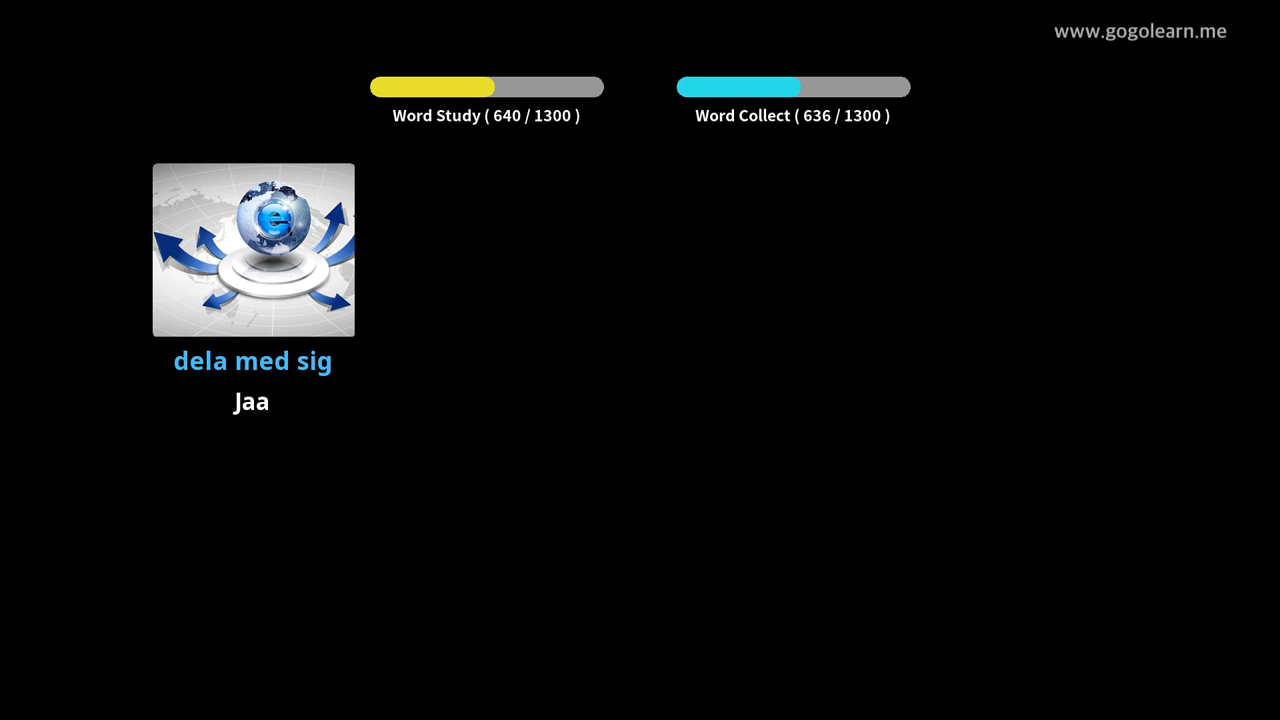 www.gogolearn.me
Word Study ( 640 / 1300 )
Word Collect ( 636 / 1300 )
e
dela med sig
Jaa